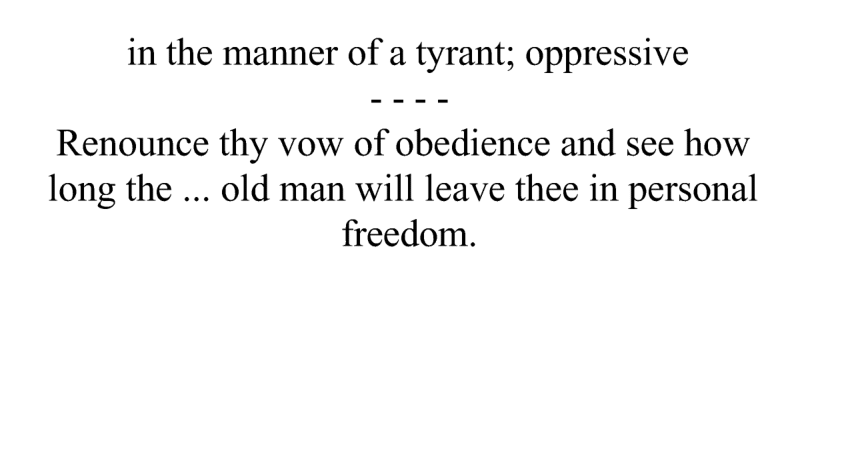 in the manner of a tyrant; oppressive
- - - -
Renounce thy vow of obedience and see how
long the ... old man will leave thee in personal
freedom.